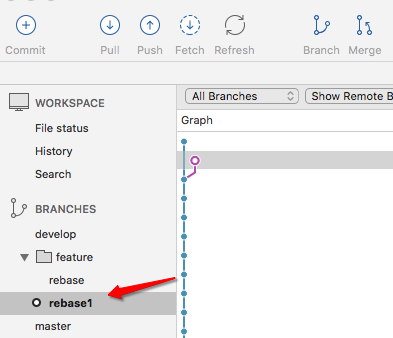 Commit Pull Push Fetch Refresh Branch Merge
All Branches Show Remote B
Graph
WORKSPACE
File status
History
Search
BRANCHES
develop
feature
rebase
rebase1
master